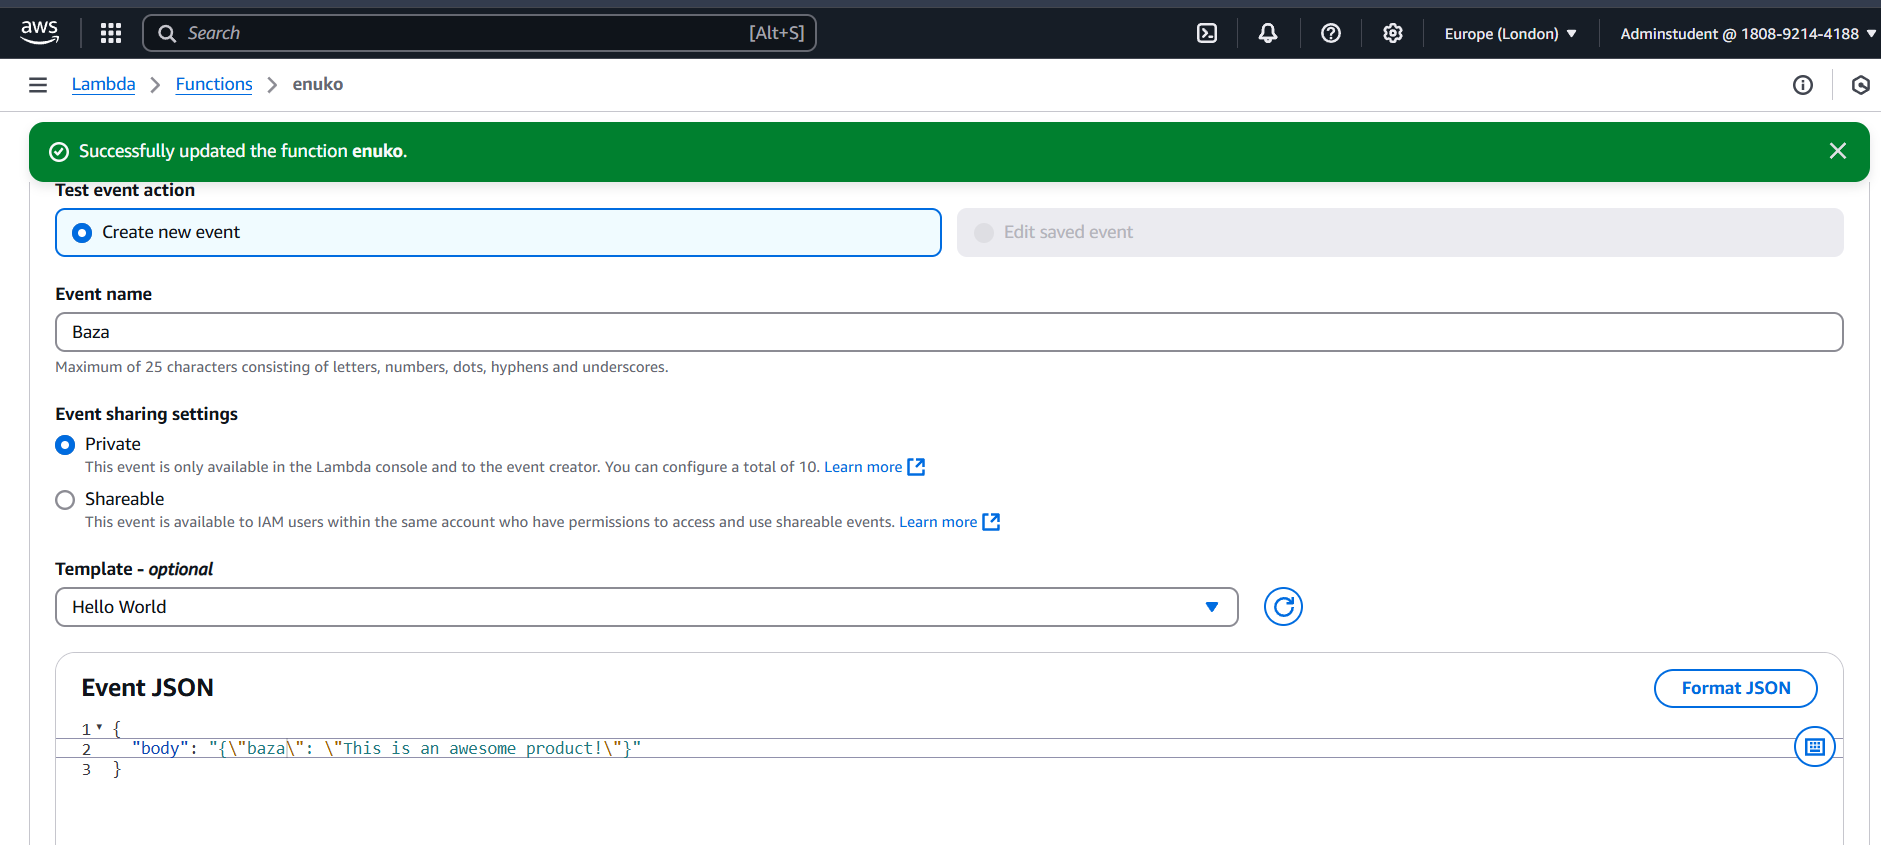 aws Search [Alt+S] Europe (London) Adminstudent @ 1808-9214-4188
Lambda Functions enuko
Successfully updated the function enuko.
Test event action
Create new event Edit saved event
Event name
Baza
Maximum of 25 characters consisting of letters, numbers, dots, hyphens and underscores.
Event sharing settings
Private
This event is only available in the Lambda console and to the event creator. You can configure a total of 10. Learn more
Shareable
This event is available to IAM users within the same account who have permissions to access and use shareable events. Learn more
Template - optional
Hello World
Event JSON Format JSON
1 {
2 "body": "{\"baza\": \"This is an awesome product!\"}"
3 }